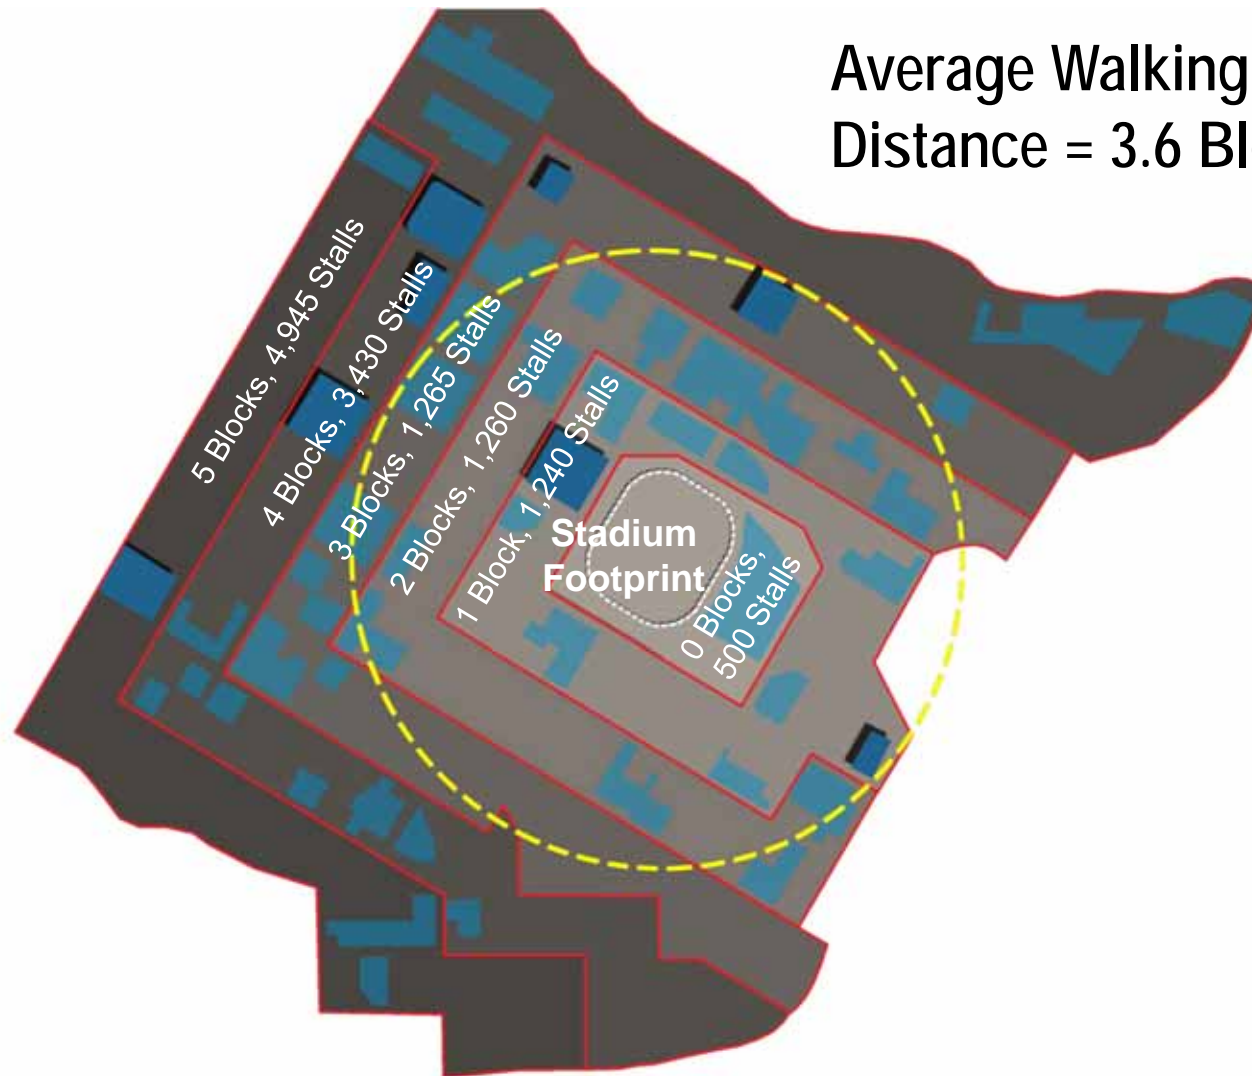 Average Walking
Distance = 3.6
5 Blocks, 4,945 Stalls
4 Blocks, 3,430 Stalls
3 Blocks, 1,265 Stalls
2 Blocks, 1,260 Stalls
1 Block, 1,240 Stalls
Stadium
Footprint
0 Blocks,
500 Stalls